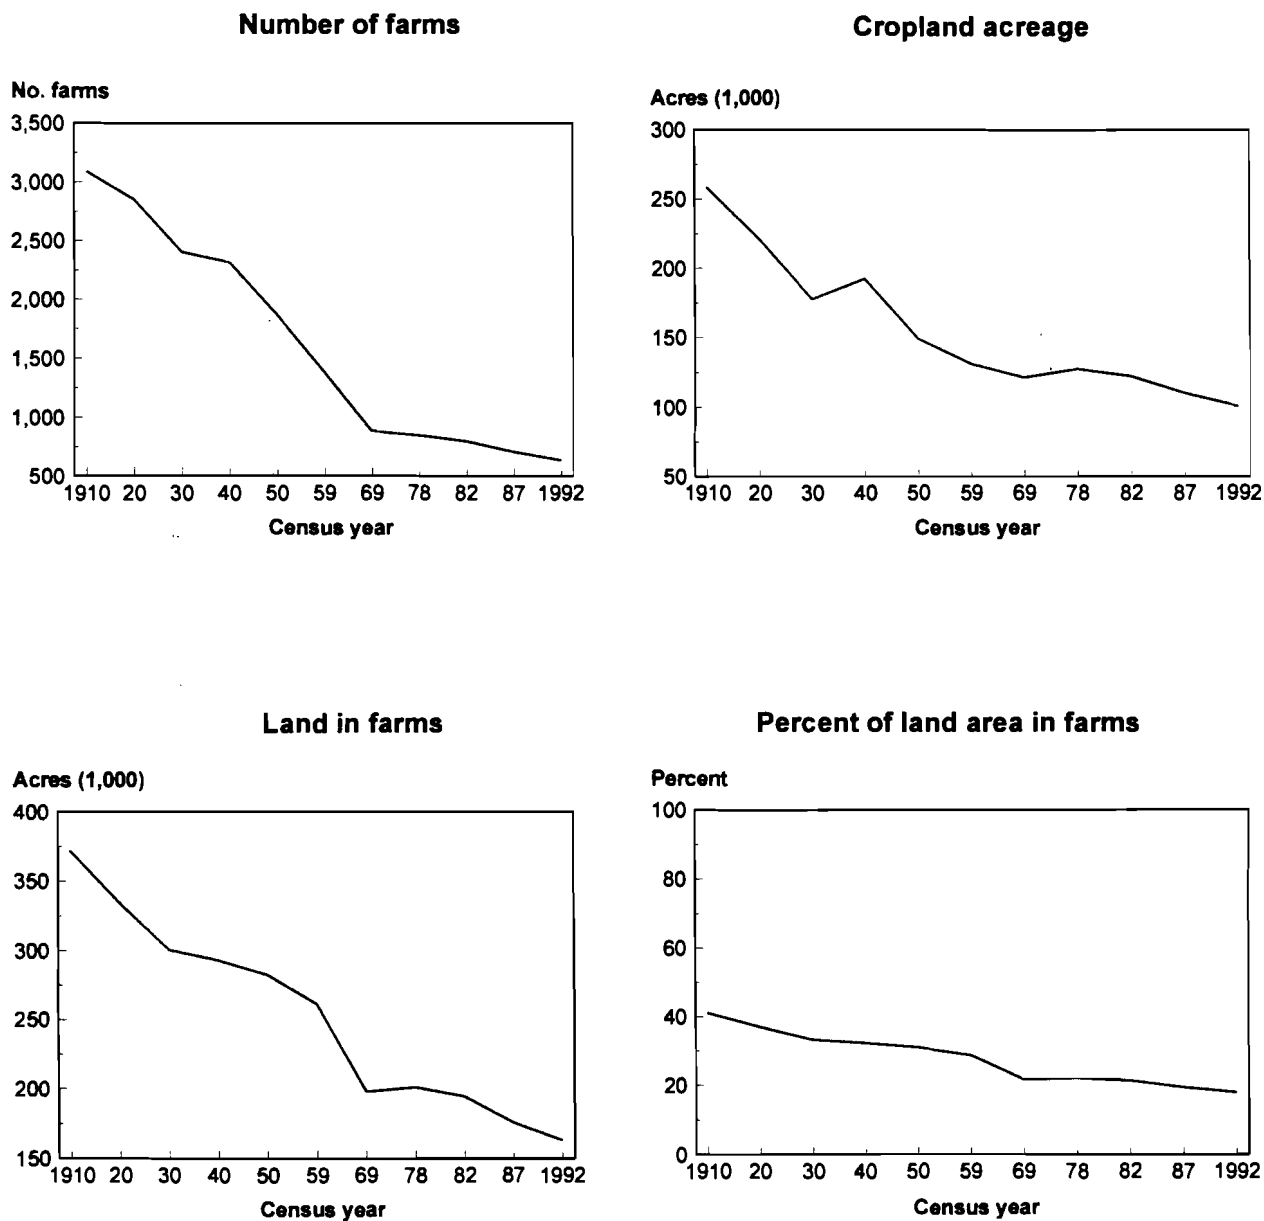 Number of farms
No. farms
3,500
3,000
2,500
2,000
1,500
1,000
500
1910 20 30 40 50 59 69 78 82 87 1992
Census year
Cropland acreage
Acres (1,000)
300
250
200
150
100
50
1910 20 30 40 50 59 69 78 82 87 1992
Census year
Land in farms
Acres (1,000)
400
350
300
250
200
150
1910 20 30 40 50 59 69 78 82 87 1992
Census year
Percent of land area in farms
Percent
100
80
60
40
20
0
1910 20 30 40 50 59 69 78 82 87 1992
Census year